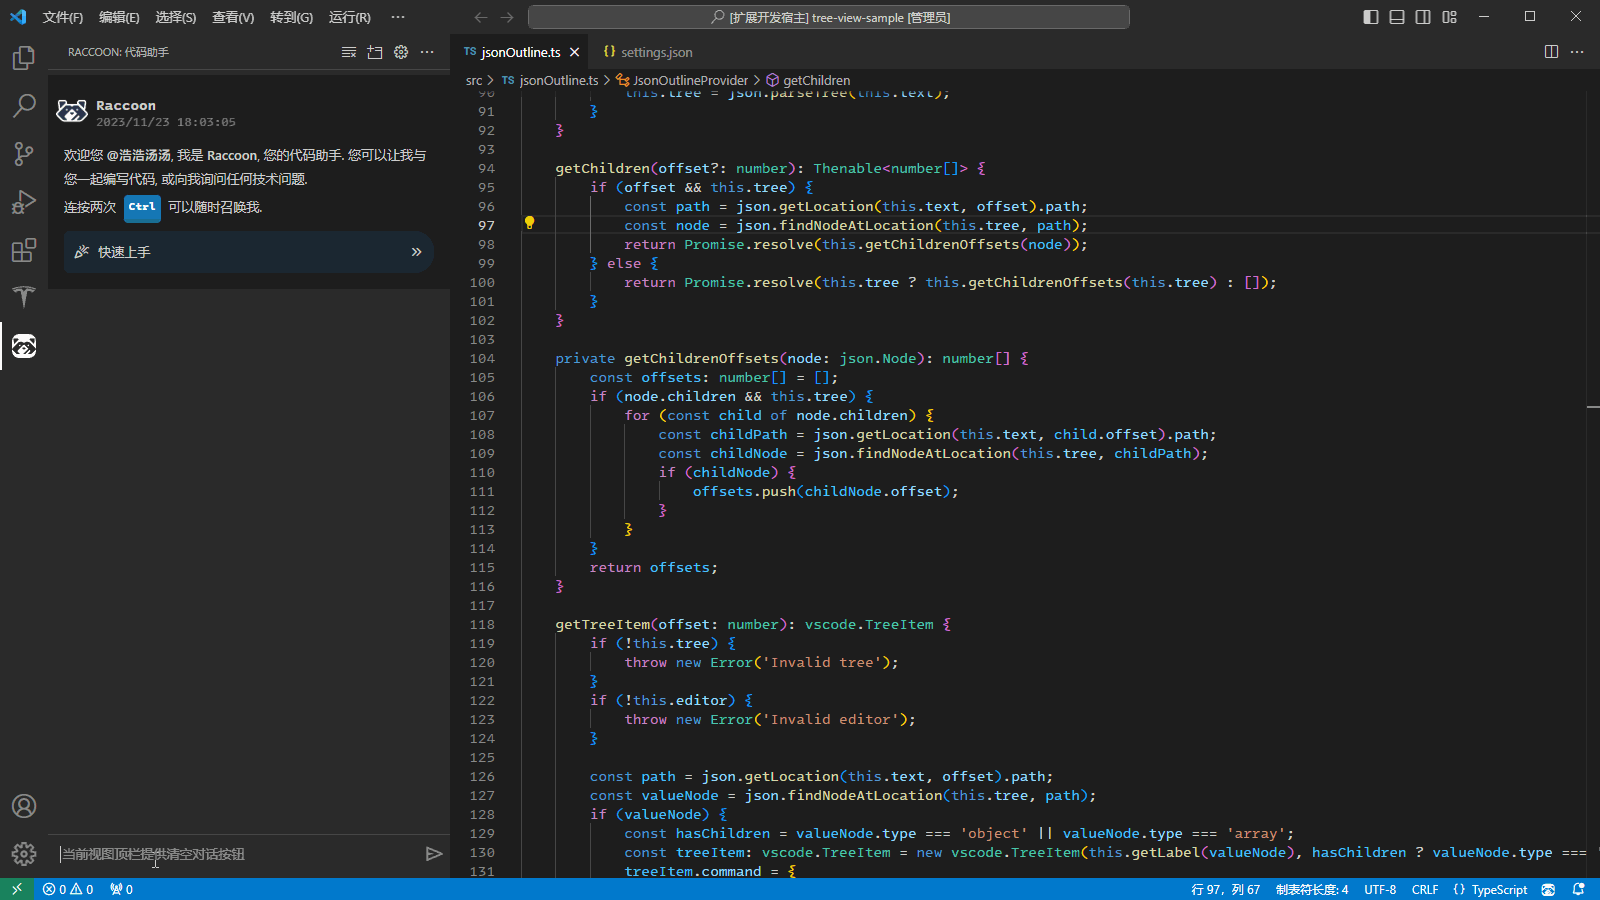 文件(F) 编辑(E) 选择(S) 查看(V) 转到(G) 运行(R) ···
[扩展开发宿主] tree-view-sample [管理员]
RACCOON: 代码助手
Raccoon
2023/11/23 18:03:05
欢迎您 @浩浩汤汤, 我是 Raccoon, 您的代码助手. 您可以让我与
您一起编写代码, 或向我询问任何技术问题.
连按两次 Ctrl 可以随时召唤我.
快速上手
当前视图顶栏提供清空对话按钮
TS jsonOutline.ts
{} settings.json
src > TS jsonOutline.ts > JsonOutlineProvider > getChildren
90 this.tree = json.parseTree(this.text);
91 }
92 }
93
94 getChildren(offset?: number): Thenable<number[]> {
95 if (offset && this.tree) {
96 const path = json.getLocation(this.text, offset).path;
97 const node = json.findNodeAtLocation(this.tree, path);
98 return Promise.resolve(this.getChildrenOffsets(node));
99 } else {
100 return Promise.resolve(this.tree ? this.getChildrenOffsets(this.tree) : []);
101 }
102 }
103
104 private getChildrenOffsets(node: json.Node): number[] {
105 const offsets: number[] = [];
106 if (node.children && this.tree) {
107 for (const child of node.children) {
108 const childPath = json.getLocation(this.text, child.offset).path;
109 const childNode = json.findNodeAtLocation(this.tree, childPath);
110 if (childNode) {
111 offsets.push(childNode.offset);
112 }
113 }
114 }
115 return offsets;
116 }
117
118 getTreeItem(offset: number): vscode.TreeItem {
119 if (!this.tree) {
120 throw new Error('Invalid tree');
121 }
122 if (!this.editor) {
123 throw new Error('Invalid editor');
124 }
125
126 const path = json.getLocation(this.text, offset).path;
127 const valueNode = json.findNodeAtLocation(this.tree, path);
128 if (valueNode) {
129 const hasChildren = valueNode.type === 'object' || valueNode.type === 'array';
130 const treeItem: vscode.TreeItem = new vscode.TreeItem(this.getLabel(valueNode), hasChildren ? valueNode.type ===
131 treeItem.command = {
0 0 0
行 97, 列 67 制表符长度: 4 UTF-8 CRLF {} TypeScript